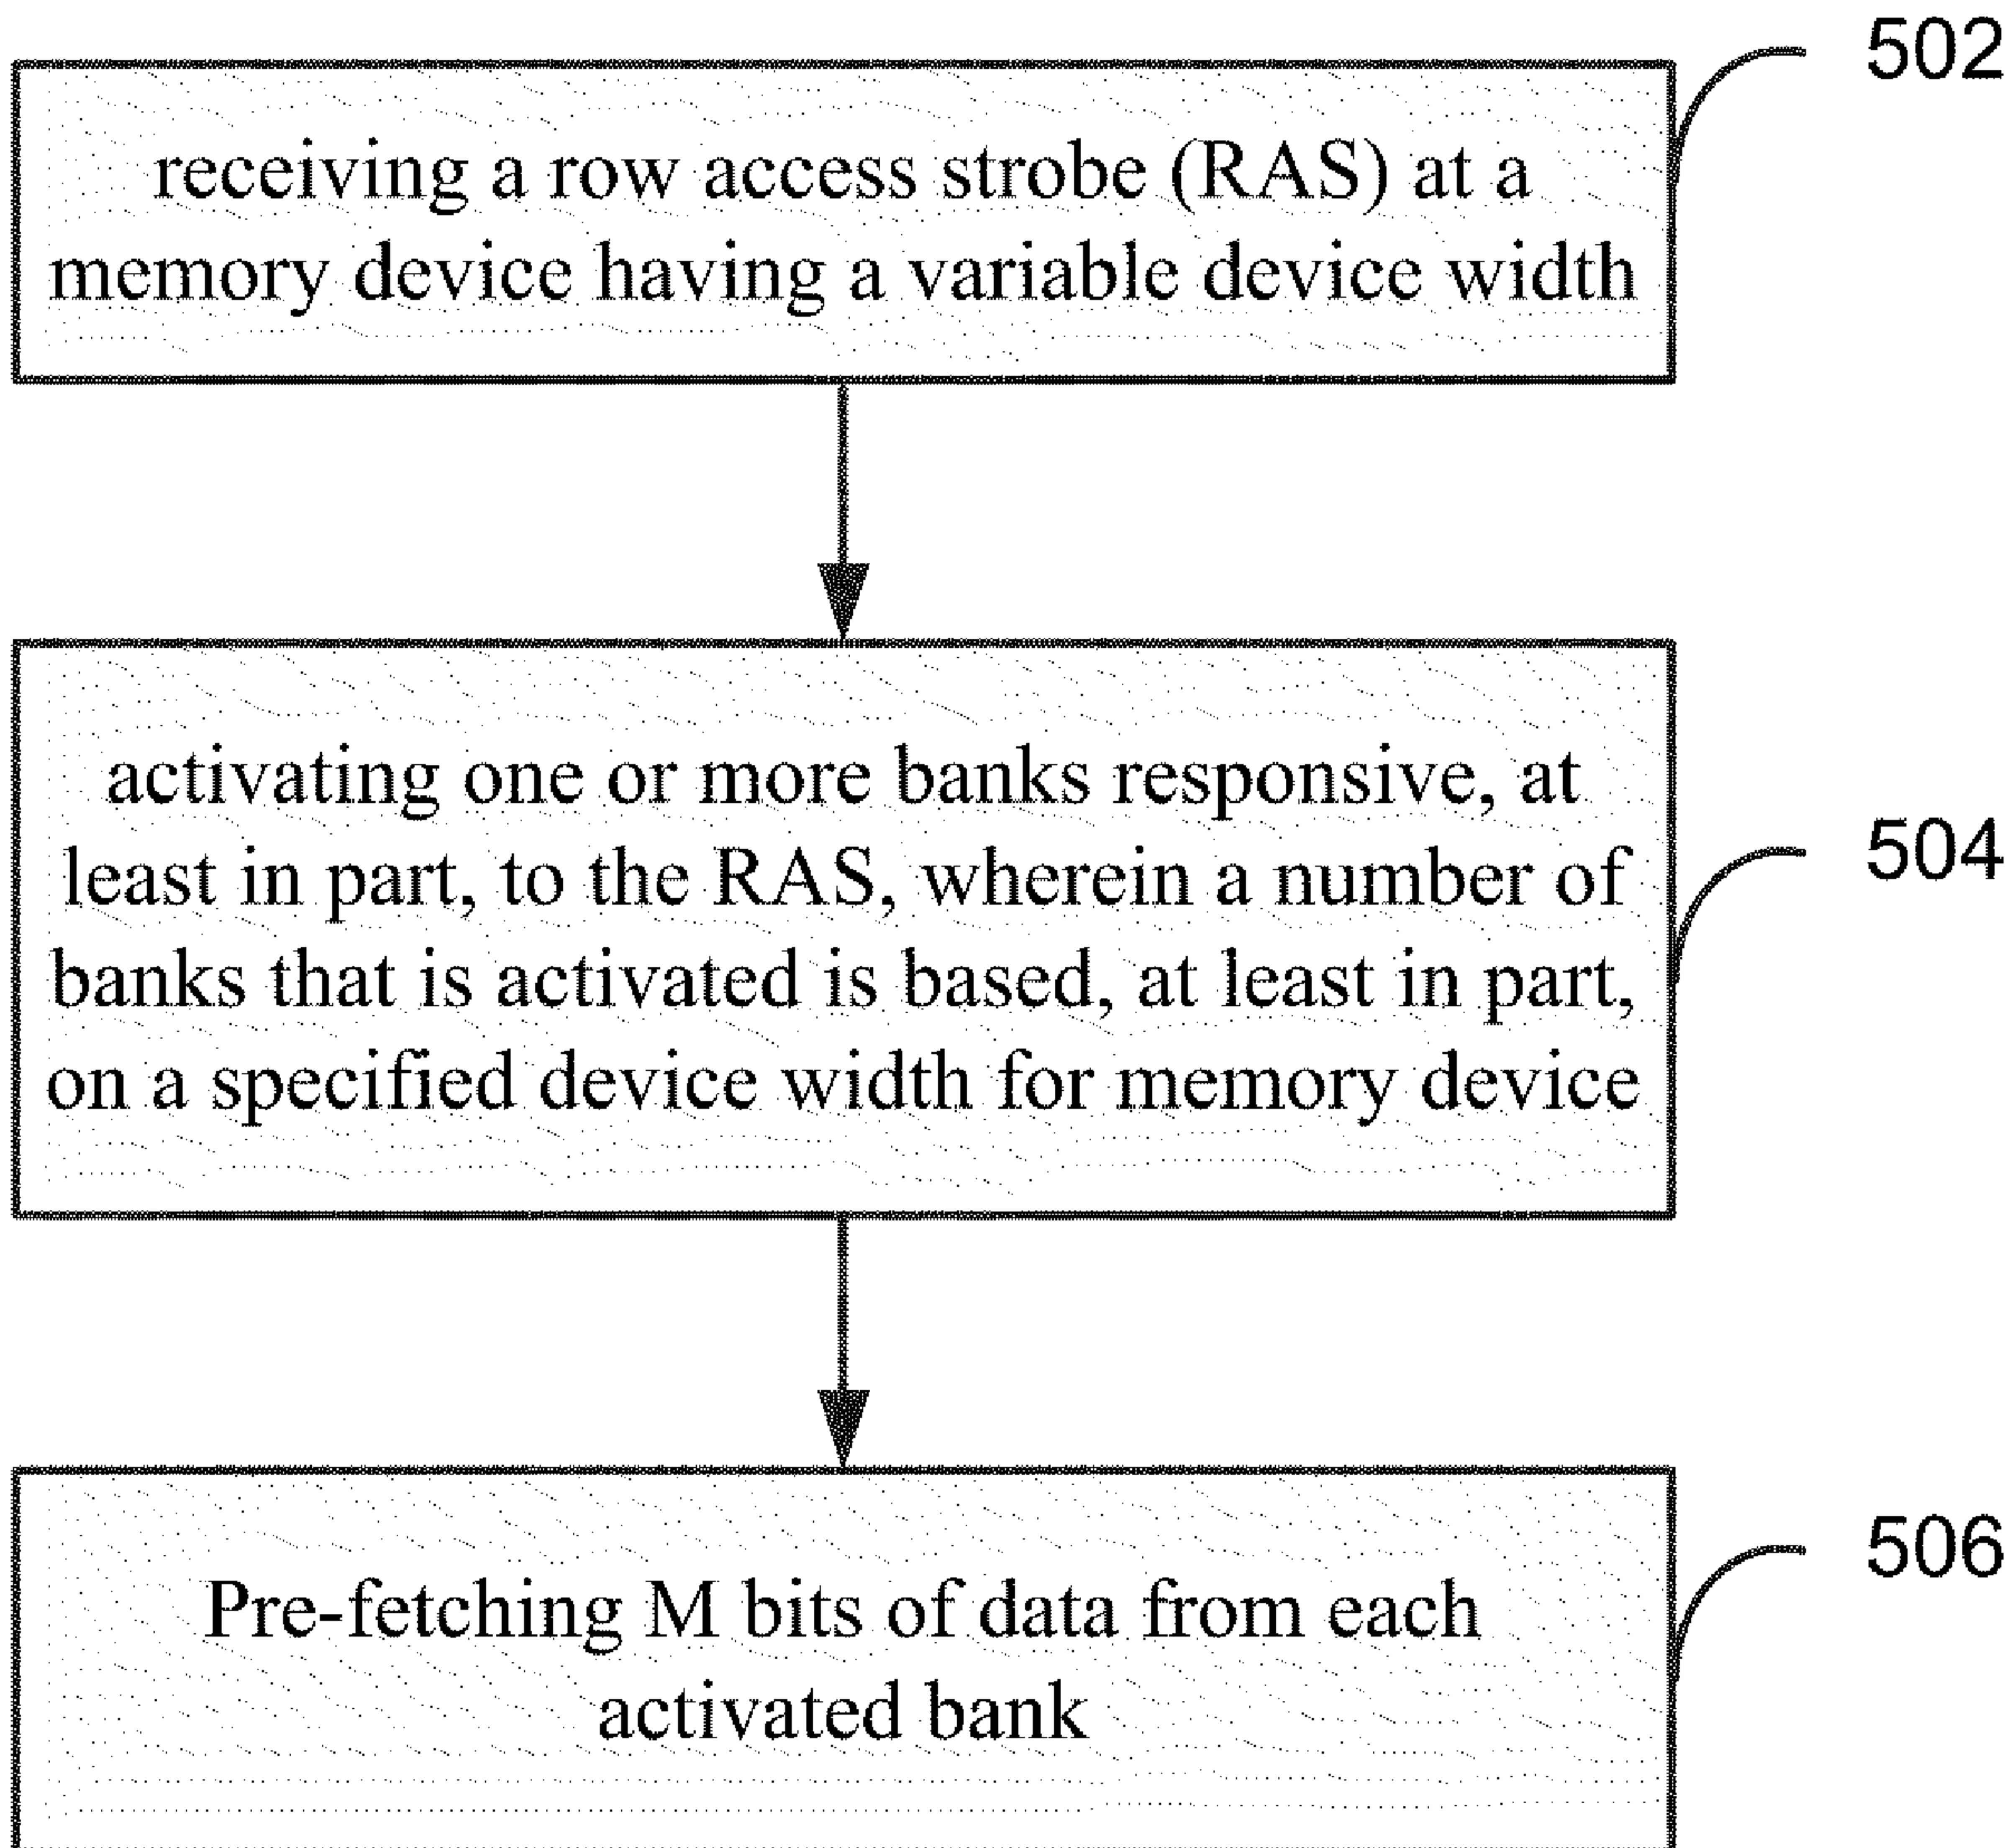 502
receiving a row access strobe (RAS) at a
memory device having a variable device width
activating one or more banks responsive, at
least in part, to the RAS, wherein a number of
504
banks that is activated is based, at least in part,
on a specified device width for memory device
506
Pre-fetching M bits of data from each
activated bank